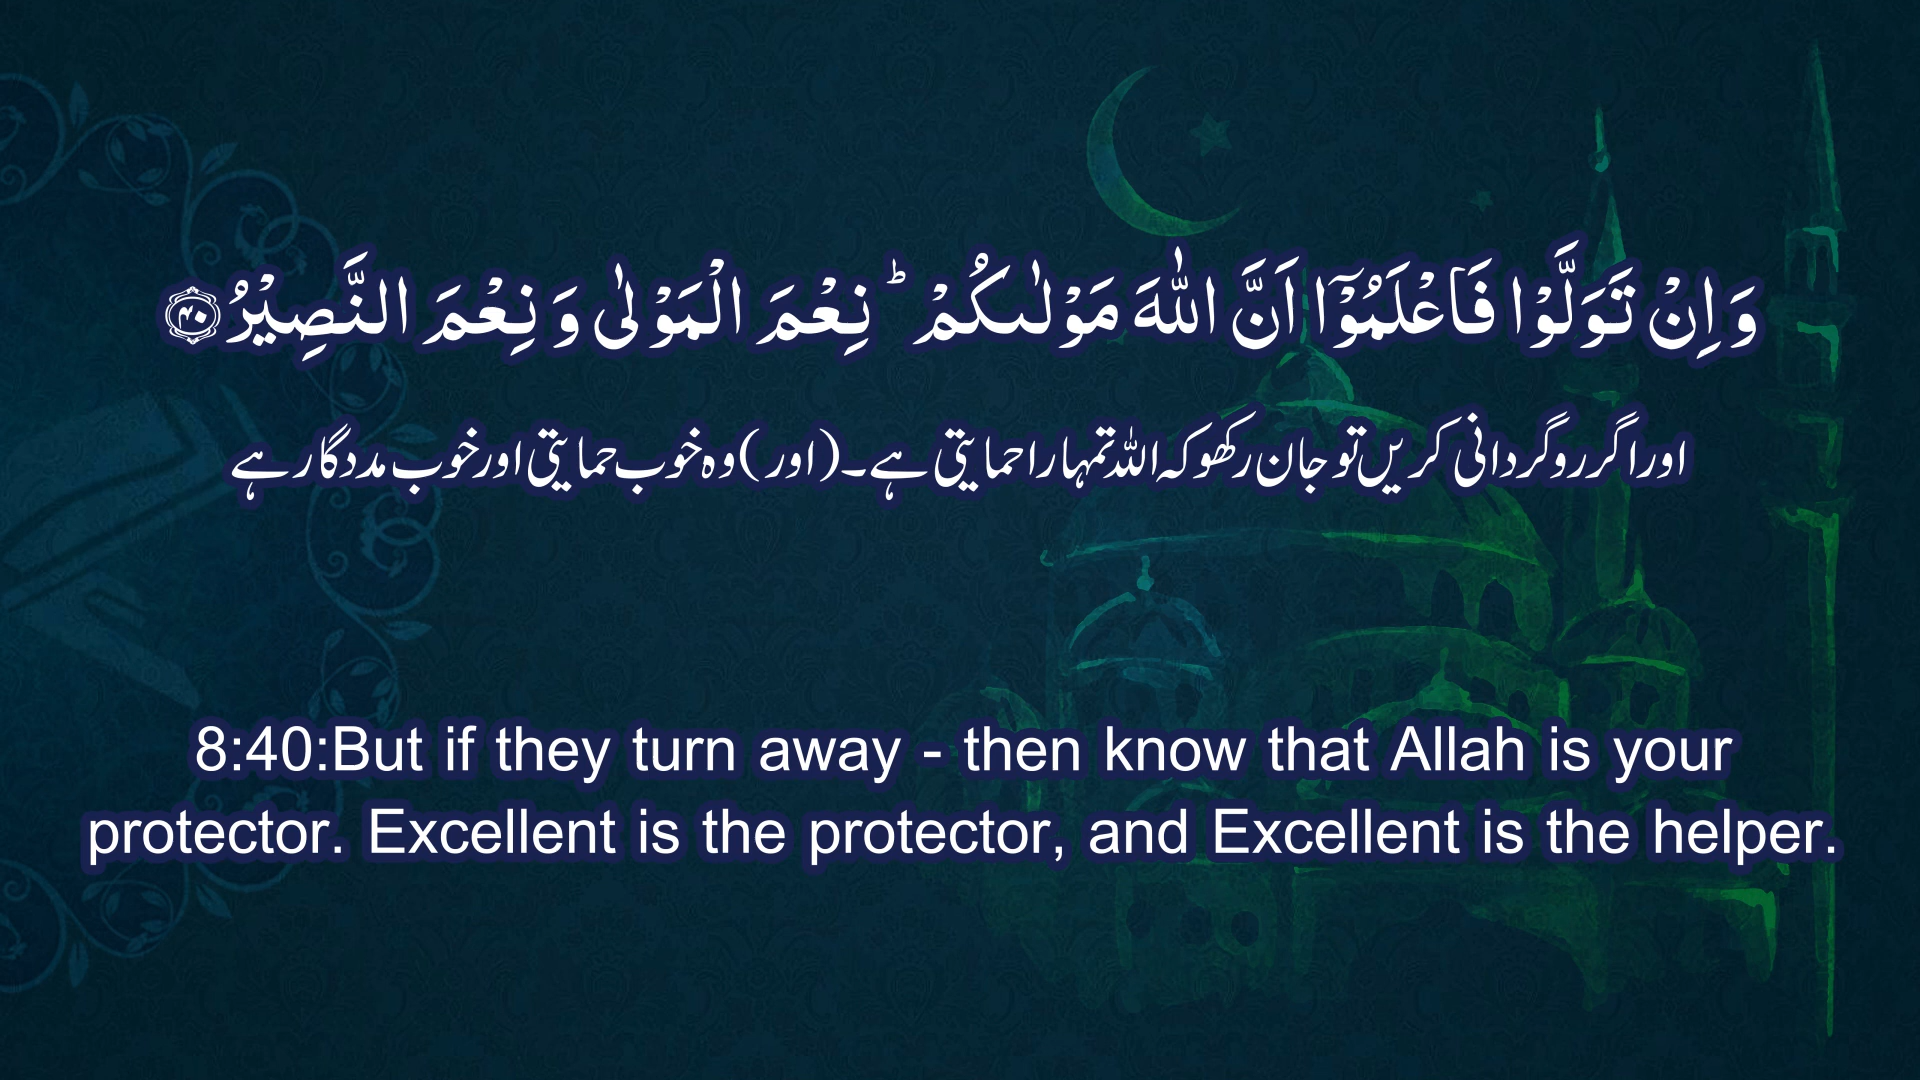 وَاِنْ تَوَلَّوْا فَاعْلَمُوْۤا اَنَّ اللّٰهَ مَوْلٰىكُمْ ؕ نِعْمَ الْمَوْلٰى وَ نِعْمَ النَّصِيْرُ ۝۴۰
اور اگر روگردانی کریں تو جان رکھو کہ اللہ تمہارا حمایتی ہے۔ (اور) وہ خوب حمایتی اور خوب مددگار ہے
8:40:But if they turn away - then know that Allah is your
protector. Excellent is the protector, and Excellent is the helper.